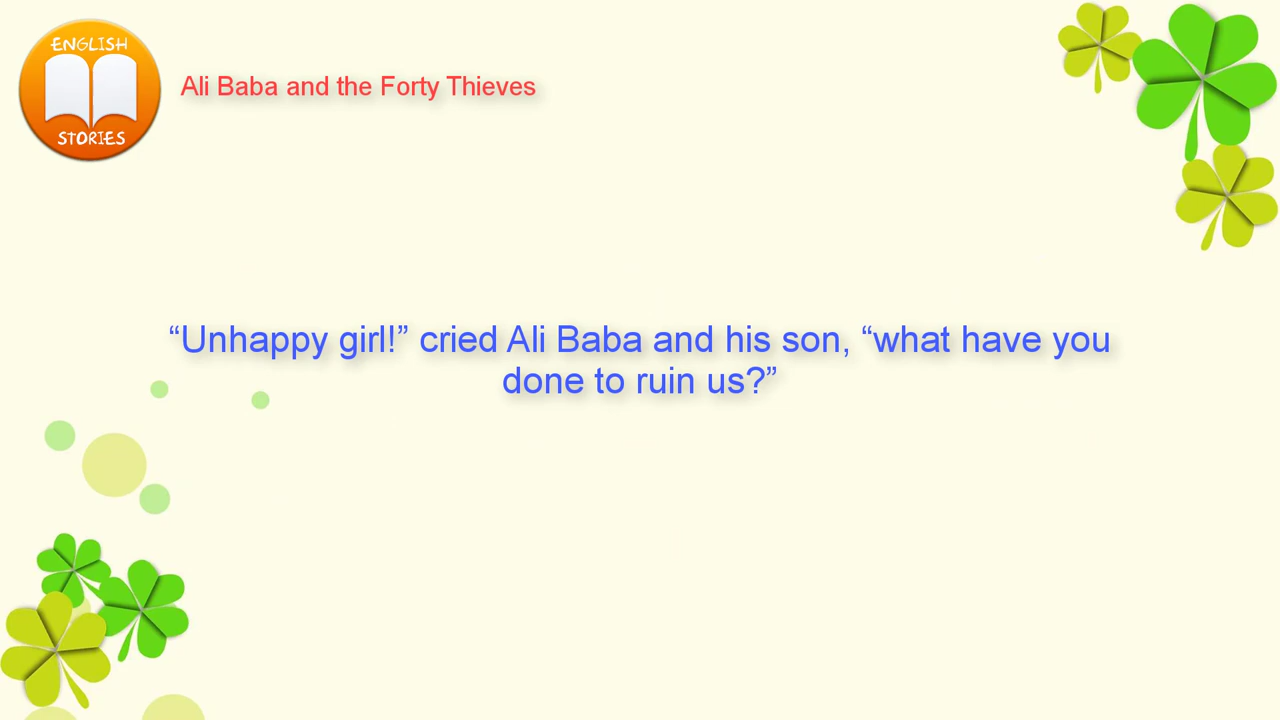 ENGLISH
STORIES
Ali Baba and the Forty Thieves
“Unhappy girl!” cried Ali Baba and his son, “what have you
done to ruin us?”